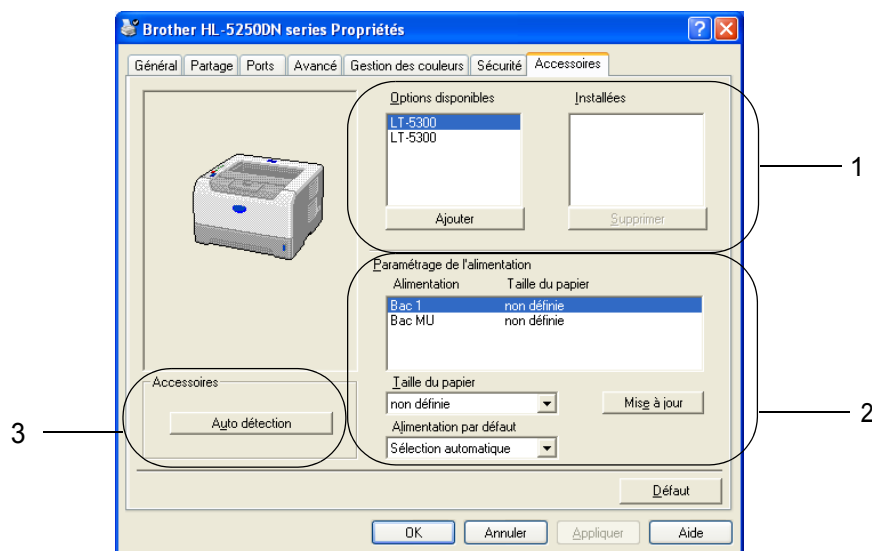 Brother HL-5250DN series Propriétés
Général Partage Ports Avancé Gestion des couleurs Sécurité Accessoires
Options disponibles Installées
LT-5300
LT-5300
Ajouter Supprimer
1
Paramétrage de l'alimentation
Alimentation Taille du papier
Bac 1 non définie
Bac MU non définie
Taille du papier
non définie Mise à jour
Alimentation par défaut
Sélection automatique
2
Accessoires
Auto détection
3
Défaut
OK Annuler Appliquer Aide